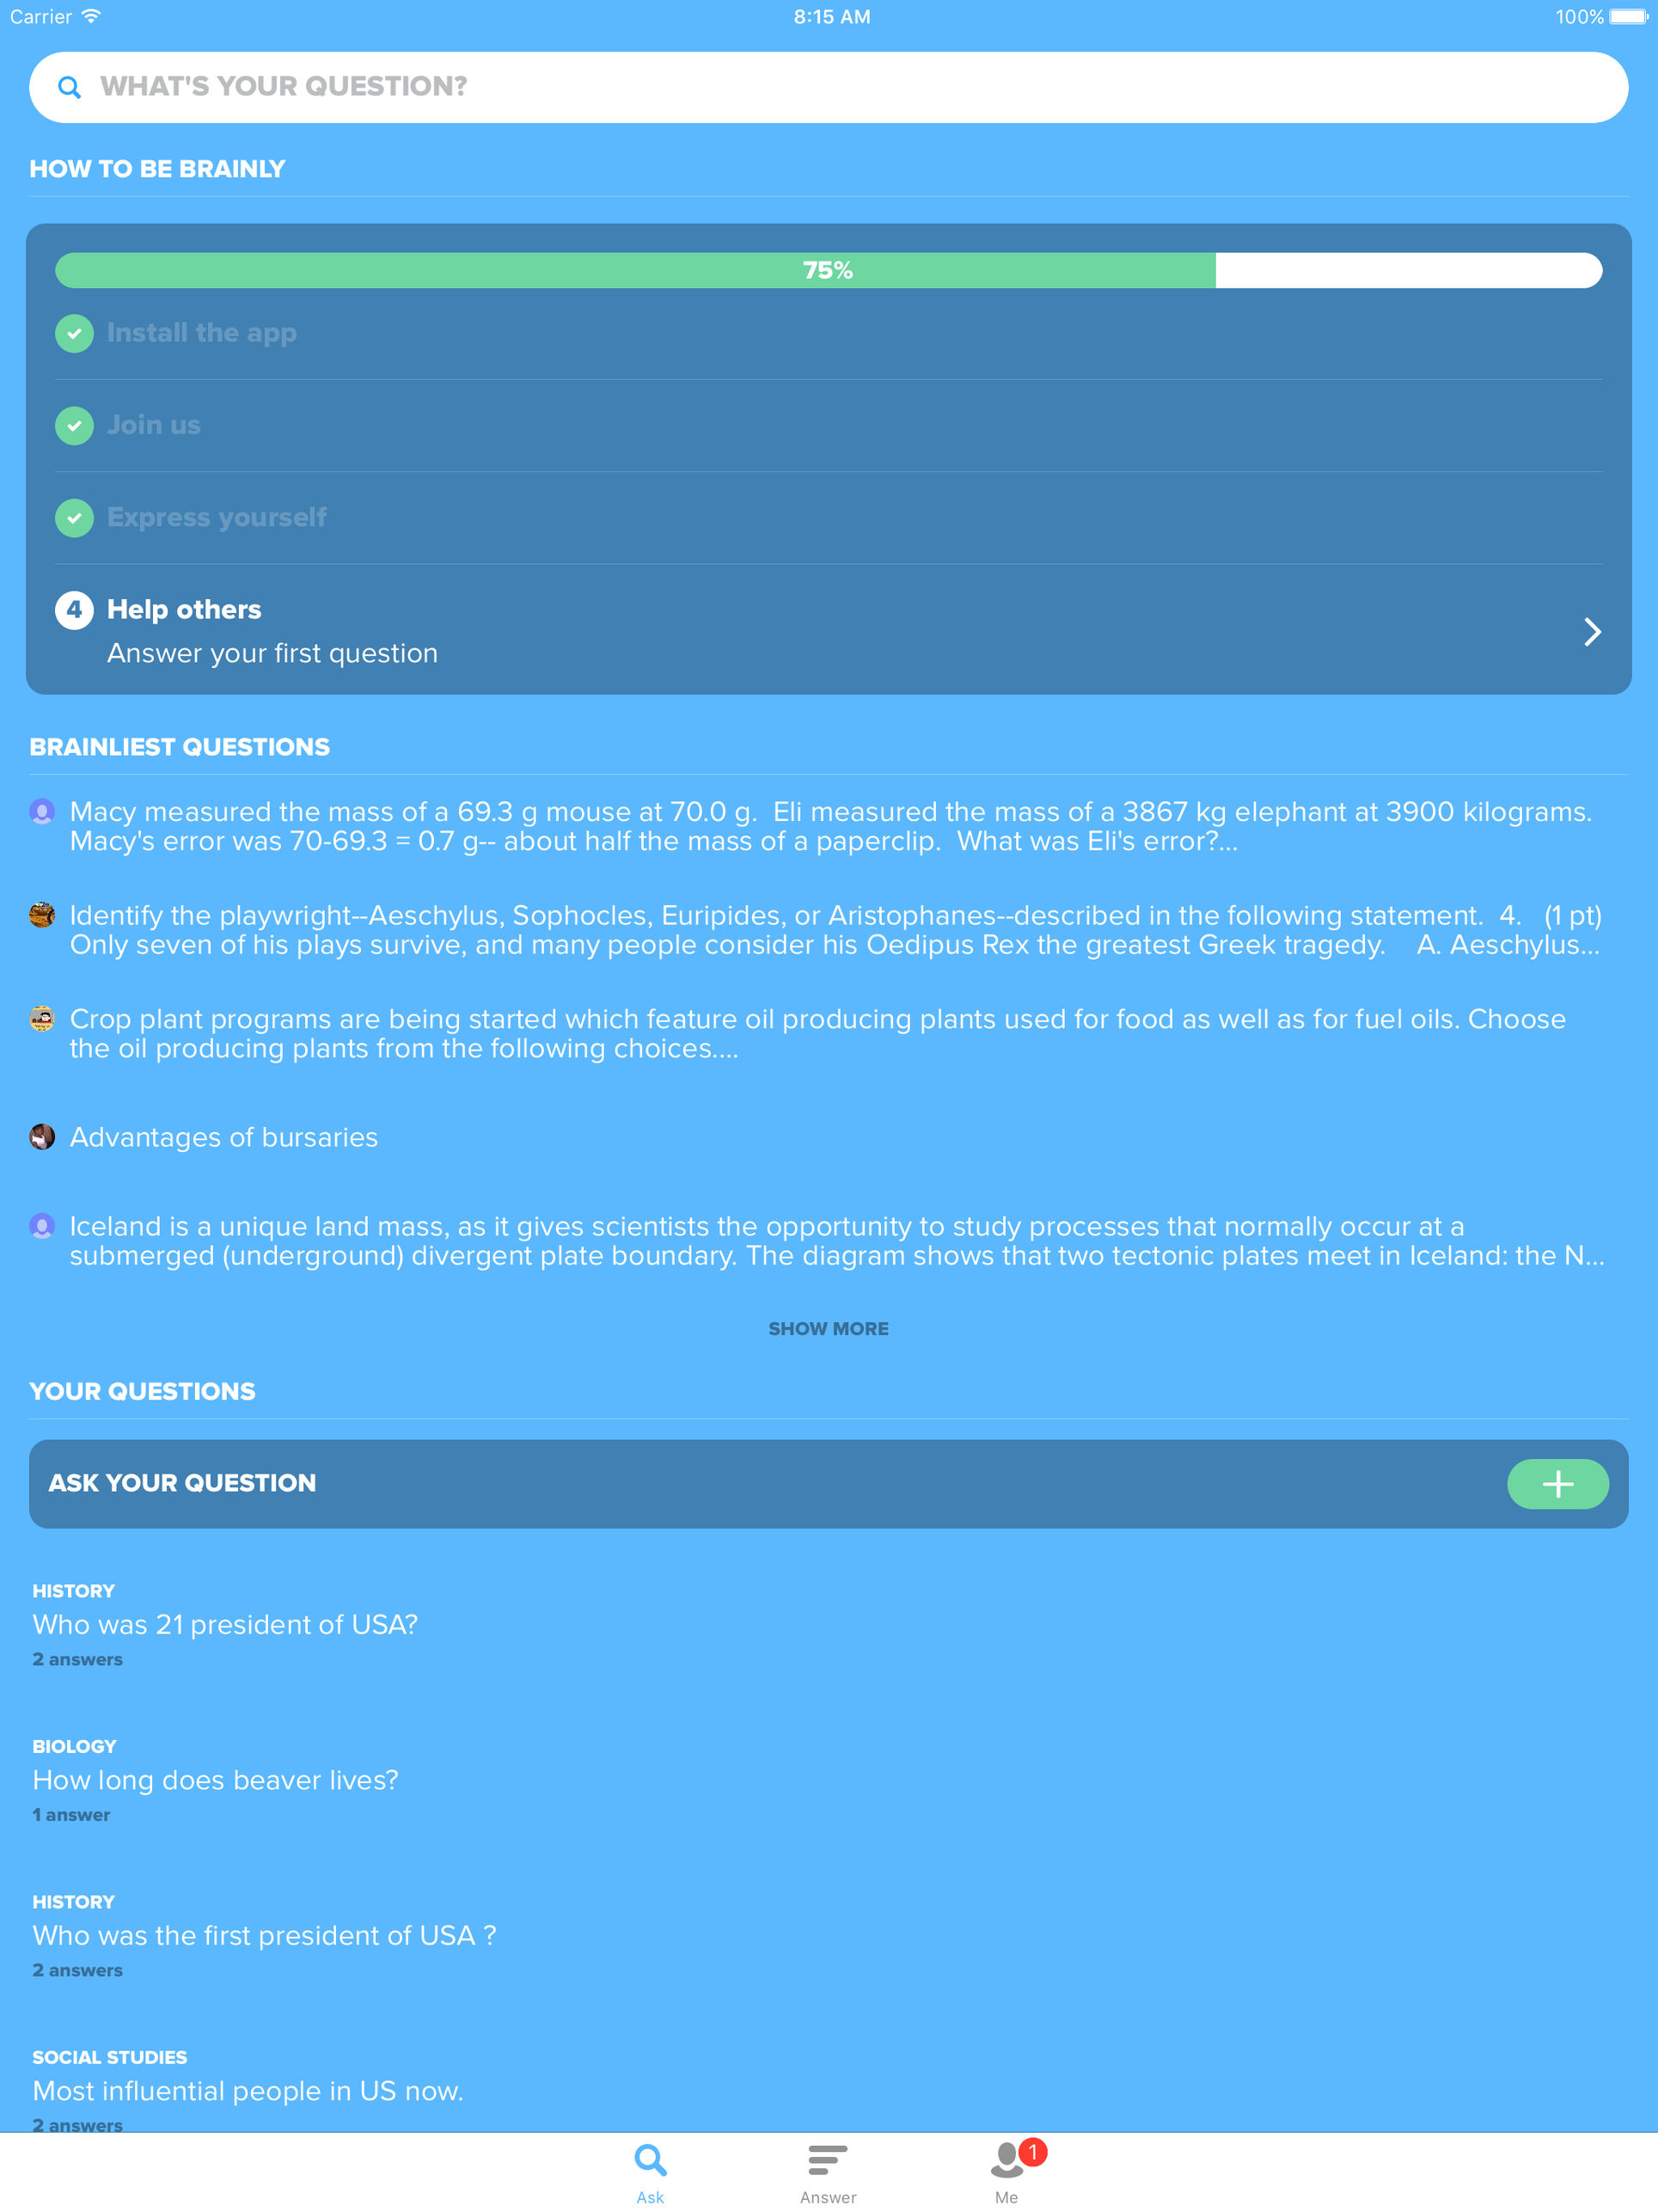 Carrier 8:15 AM 100%
WHAT'S YOUR QUESTION?
HOW TO BE BRAINLY
75%
Install the app
Join us
Express yourself
4 Help others
Answer your first question
BRAINLIEST QUESTIONS
Macy measured the mass of a 69.3 g mouse at 70.0 g.  Eli measured the mass of a 3867 kg elephant at 3900 kilograms.
Macy's error was 70-69.3 = 0.7 g-- about half the mass of a paperclip.  What was Eli's error?...
Identify the playwright--Aeschylus, Sophocles, Euripides, or Aristophanes--described in the following statement.  4.   (1 pt)
Only seven of his plays survive, and many people consider his Oedipus Rex the greatest Greek tragedy.    A. Aeschylus...
Crop plant programs are being started which feature oil producing plants used for food as well as for fuel oils. Choose
the oil producing plants from the following choices....
Advantages of bursaries
Iceland is a unique land mass, as it gives scientists the opportunity to study processes that normally occur at a
submerged (underground) divergent plate boundary. The diagram shows that two tectonic plates meet in Iceland: the N...
SHOW MORE
YOUR QUESTIONS
ASK YOUR QUESTION
HISTORY
Who was 21 president of USA?
2 answers
BIOLOGY
How long does beaver lives?
1 answer
HISTORY
Who was the first president of USA ?
2 answers
SOCIAL STUDIES
Most influential people in US now.
2 answers
1
Ask Answer Me